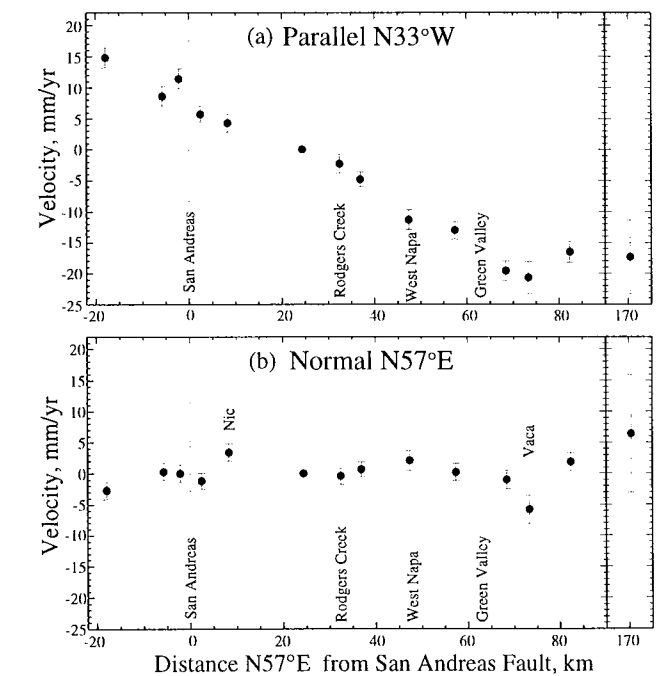 (a) Parallel N33°W
Velocity, mm/yr
20
15
10
5
0
-5
-10
-15
-20
-25
San Andreas
Rodgers Creek
West Napa
Green Valley
-20 0 20 40 60 80 170
(b) Normal N57°E
Velocity, mm/yr
20
15
10
5
0
-5
-10
-15
-20
-25
Nic
Vaca
San Andreas
Rodgers Creek
West Napa
Green Valley
-20 0 20 40 60 80 170
Distance N57°E from San Andreas Fault, km